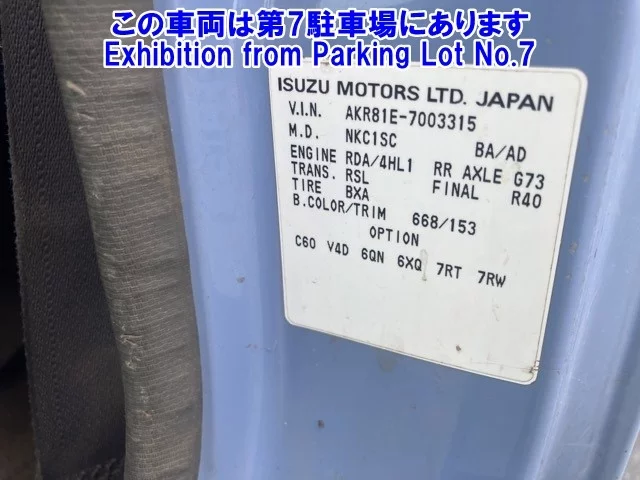 この車両は第7駐車場にあります
Exhibition from Parking Lot No.7
ISUZU MOTORS LTD. JAPAN
V.I.N. AKR81E-7003315
M.D. NKC1SC BA/AD
ENGINE RDA/4HL1 RR AXLE G73
TRANS. RSL FINAL R40
TIRE BXA
B.COLOR/TRIM 668/153
OPTION
C60 V4D 6QN 6XQ 7RT 7RW